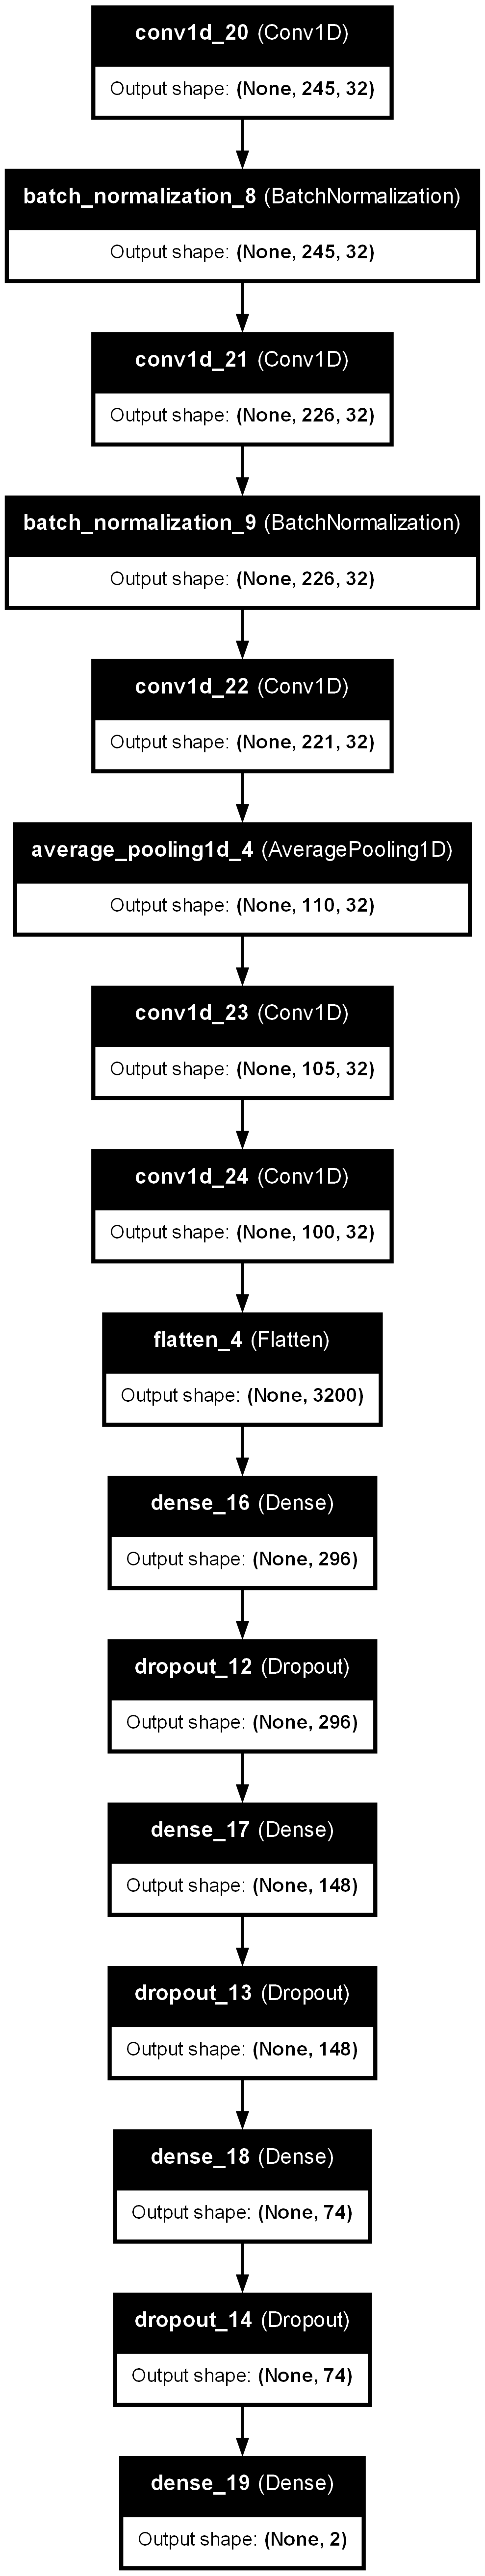 conv1d_20 (Conv1D)
Output shape: (None, 245, 32)
batch_normalization_8 (BatchNormalization)
Output shape: (None, 245, 32)
conv1d_21 (Conv1D)
Output shape: (None, 226, 32)
batch_normalization_9 (BatchNormalization)
Output shape: (None, 226, 32)
conv1d_22 (Conv1D)
Output shape: (None, 221, 32)
average_pooling1d_4 (AveragePooling1D)
Output shape: (None, 110, 32)
conv1d_23 (Conv1D)
Output shape: (None, 105, 32)
conv1d_24 (Conv1D)
Output shape: (None, 100, 32)
flatten_4 (Flatten)
Output shape: (None, 3200)
dense_16 (Dense)
Output shape: (None, 296)
dropout_12 (Dropout)
Output shape: (None, 296)
dense_17 (Dense)
Output shape: (None, 148)
dropout_13 (Dropout)
Output shape: (None, 148)
dense_18 (Dense)
Output shape: (None, 74)
dropout_14 (Dropout)
Output shape: (None, 74)
dense_19 (Dense)
Output shape: (None, 2)